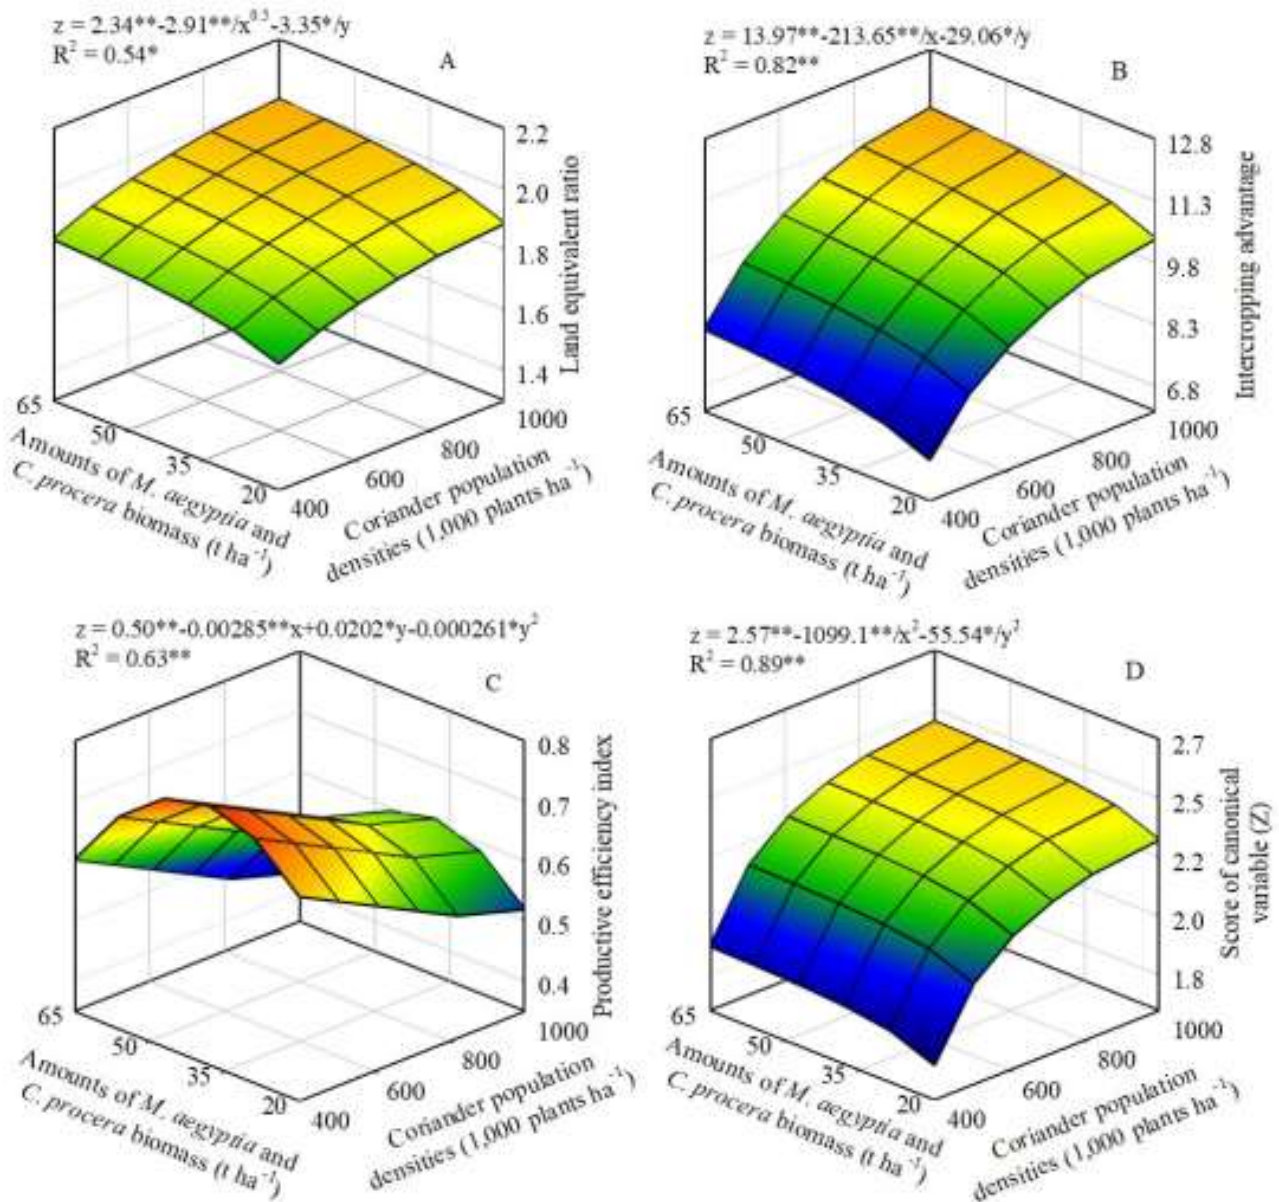 z = 2.34**-2.91**/x^0.5-3.35*/y
R² = 0.54*
A
2.2
2.0
1.8
1.6
1.4
Land equivalent ratio
65
50
35
20
400
600
800
1000
Amounts of M. aegyptia and
C. procera biomass (t ha⁻¹)
Coriander population
densities (1,000 plants ha⁻¹)
z = 13.97**-213.65**/x-29.06*/y
R² = 0.82**
B
12.8
11.3
9.8
8.3
6.8
Intercropping advantage
65
50
35
20
400
600
800
1000
Amounts of M. aegyptia and
C. procera biomass (t ha⁻¹)
Coriander population
densities (1,000 plants ha⁻¹)
z = 0.50**-0.00285**x+0.0202*y-0.000261*y²
R² = 0.63**
C
0.8
0.7
0.6
0.5
0.4
Productive efficiency index
65
50
35
20
400
600
800
1000
Amounts of M. aegyptia and
C. procera biomass (t ha⁻¹)
Coriander population
densities (1,000 plants ha⁻¹)
z = 2.57**-1099.1**/x²-55.54*/y²
R² = 0.89**
D
2.7
2.5
2.2
2.0
1.8
Score of canonical
variable (Z)
65
50
35
20
400
600
800
1000
Amounts of M. aegyptia and
C. procera biomass (t ha⁻¹)
Coriander population
densities (1,000 plants ha⁻¹)